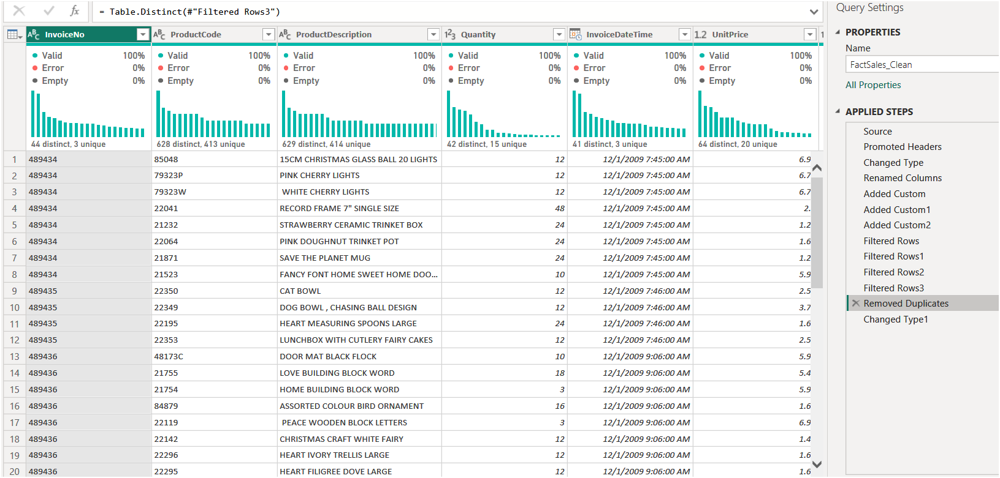 = Table.Distinct(#"Filtered Rows3")
InvoiceNo ProductCode ProductDescription Quantity InvoiceDateTime UnitPrice
Valid 100% Valid 100% Valid 100% Valid 100% Valid 100% Valid 100%
Error 0% Error 0% Error 0% Error 0% Error 0% Error 0%
Empty 0% Empty 0% Empty 0% Empty 0% Empty 0% Empty 0%
44 distinct, 3 unique 628 distinct, 413 unique 629 distinct, 414 unique 42 distinct, 15 unique 41 distinct, 3 unique 64 distinct, 20 unique
1 489434 85048 15CM CHRISTMAS GLASS BALL 20 LIGHTS 12 12/1/2009 7:45:00 AM 6.9
2 489434 79323P PINK CHERRY LIGHTS 12 12/1/2009 7:45:00 AM 6.7
3 489434 79323W WHITE CHERRY LIGHTS 12 12/1/2009 7:45:00 AM 6.7
4 489434 22041 RECORD FRAME 7" SINGLE SIZE 48 12/1/2009 7:45:00 AM 2.
5 489434 21232 STRAWBERRY CERAMIC TRINKET BOX 24 12/1/2009 7:45:00 AM 1.2
6 489434 22064 PINK DOUGHNUT TRINKET POT 24 12/1/2009 7:45:00 AM 1.6
7 489434 21871 SAVE THE PLANET MUG 24 12/1/2009 7:45:00 AM 1.2
8 489434 21523 FANCY FONT HOME SWEET HOME DOO... 10 12/1/2009 7:45:00 AM 5.9
9 489435 22350 CAT BOWL 12 12/1/2009 7:46:00 AM 2.5
10 489435 22349 DOG BOWL , CHASING BALL DESIGN 12 12/1/2009 7:46:00 AM 3.7
11 489435 22195 HEART MEASURING SPOONS LARGE 24 12/1/2009 7:46:00 AM 1.6
12 489435 22353 LUNCHBOX WITH CUTLERY FAIRY CAKES 12 12/1/2009 7:46:00 AM 2.5
13 489436 48173C DOOR MAT BLACK FLOCK 10 12/1/2009 9:06:00 AM 5.9
14 489436 21755 LOVE BUILDING BLOCK WORD 18 12/1/2009 9:06:00 AM 5.4
15 489436 21754 HOME BUILDING BLOCK WORD 3 12/1/2009 9:06:00 AM 5.9
16 489436 84879 ASSORTED COLOUR BIRD ORNAMENT 16 12/1/2009 9:06:00 AM 1.6
17 489436 22119 PEACE WOODEN BLOCK LETTERS 3 12/1/2009 9:06:00 AM 6.9
18 489436 22142 CHRISTMAS CRAFT WHITE FAIRY 12 12/1/2009 9:06:00 AM 1.4
19 489436 22296 HEART IVORY TRELLIS LARGE 12 12/1/2009 9:06:00 AM 1.6
20 489436 22295 HEART FILIGREE DOVE LARGE 12 12/1/2009 9:06:00 AM 1.6
Query Settings
PROPERTIES
Name
FactSales_Clean
All Properties
APPLIED STEPS
Source
Promoted Headers
Changed Type
Renamed Columns
Added Custom
Added Custom1
Added Custom2
Filtered Rows
Filtered Rows1
Filtered Rows2
Filtered Rows3
Removed Duplicates
Changed Type1